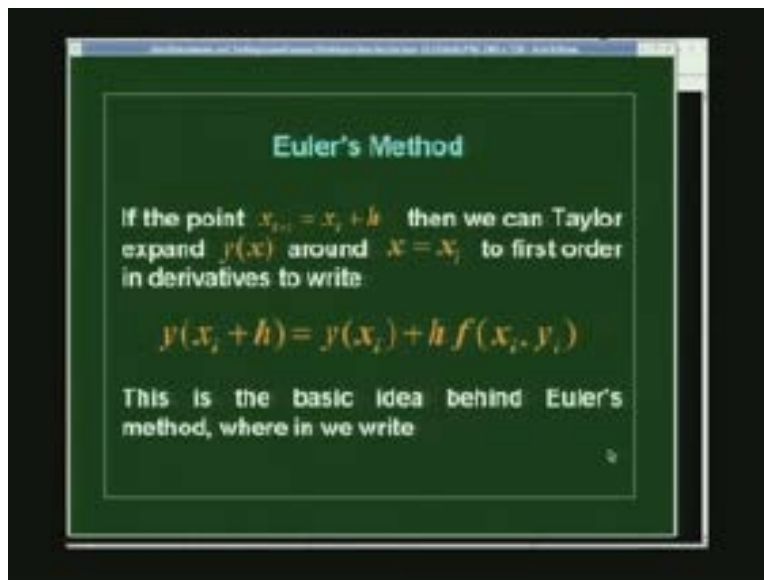 Euler's Method
If the point x_{i+1} = x_i + h then we can Taylor
expand y(x) around x = x_i to first order
in derivatives to write
y(x_i + h) = y(x_i) + h f(x_i, y_i)
This is the basic idea behind Euler's
method, where in we write